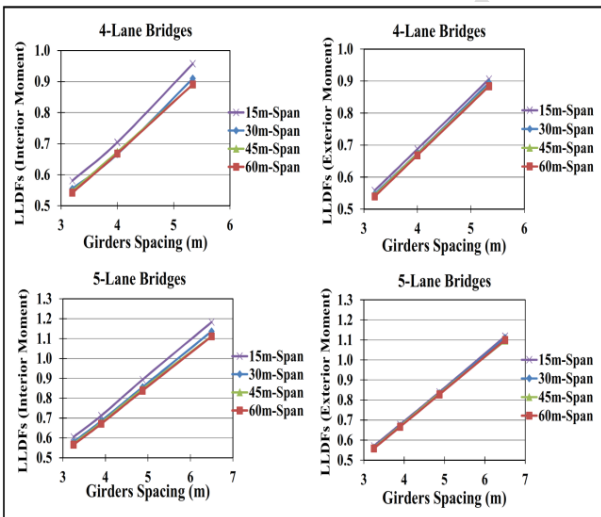 4-Lane Bridges
LLDFs (Interior Moment)
1.0
0.9
0.8
0.7
0.6
0.5
3 4 5 6
Girders Spacing (m)
15m-Span
30m-Span
45m-Span
60m-Span
4-Lane Bridges
LLDFs (Exterior Moment)
1.0
0.9
0.8
0.7
0.6
0.5
3 4 5 6
Girders Spacing (m)
15m-Span
30m-Span
45m-Span
60m-Span
5-Lane Bridges
LLDFs (Interior Moment)
1.3
1.2
1.1
1.0
0.9
0.8
0.7
0.6
0.5
3 4 5 6 7
Girders Spacing (m)
15m-Span
30m-Span
45m-Span
60m-Span
5-Lane Bridges
LLDFs (Exterior Moment)
1.3
1.2
1.1
1.0
0.9
0.8
0.7
0.6
0.5
3 4 5 6 7
Girders Spacing (m)
15m-Span
30m-Span
45m-Span
60m-Span